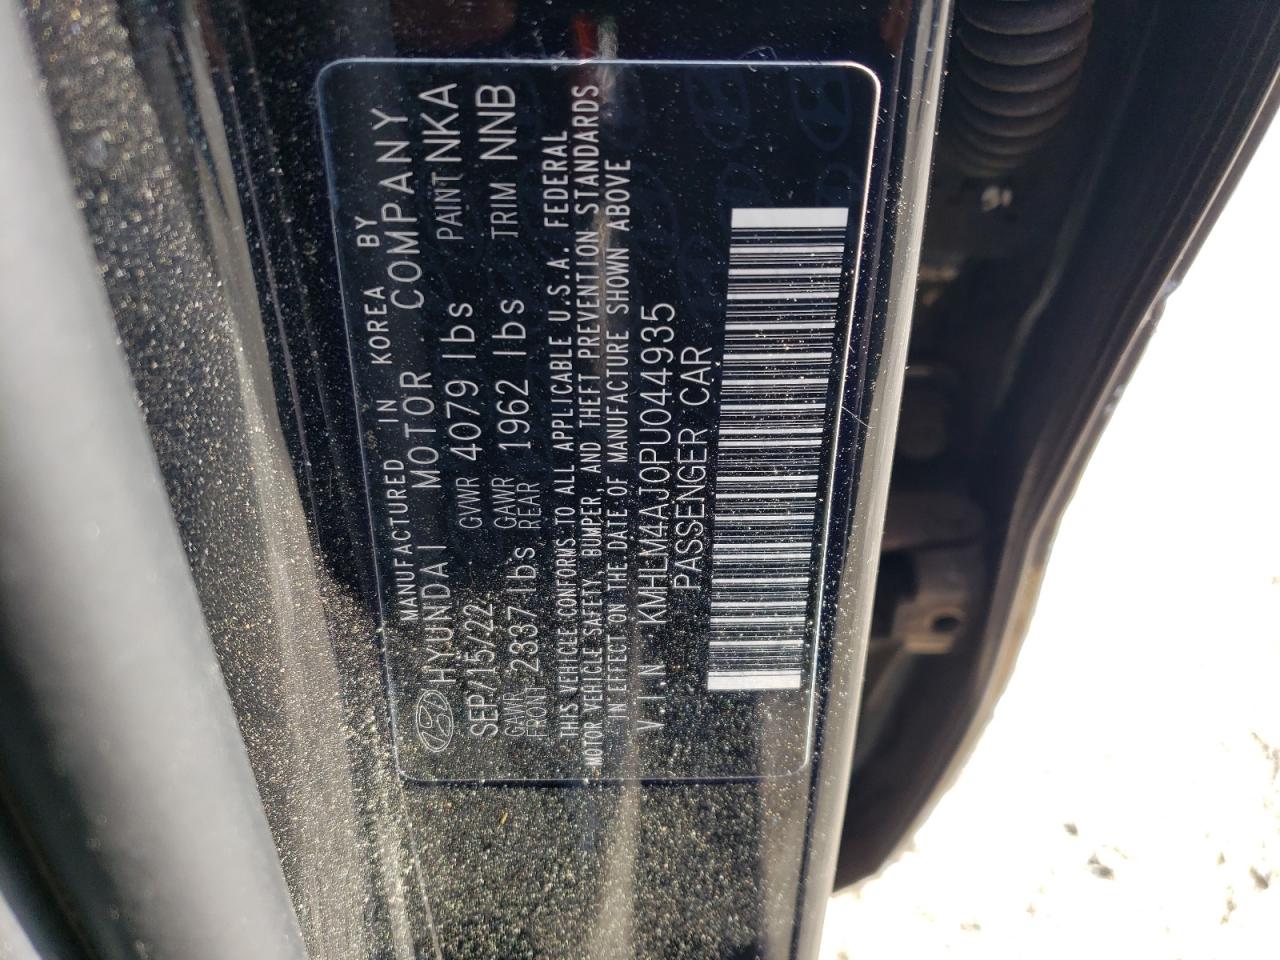 MANUFACTURED IN KOREA BY
HYUNDAI MOTOR COMPANY
SEP/15/22 GVWR 4079 lbs PAINT NKA
GAWR FRONT 2337 lbs GAWR REAR 1962 lbs TRIM NNB
THIS VEHICLE CONFORMS TO ALL APPLICABLE U.S.A. FEDERAL
MOTOR VEHICLE SAFETY, BUMPER, AND THEFT PREVENTION STANDARDS
IN EFFECT ON THE DATE OF MANUFACTURE SHOWN ABOVE
V.I.N KMHLM4AJ0PU044935
PASSENGER CAR